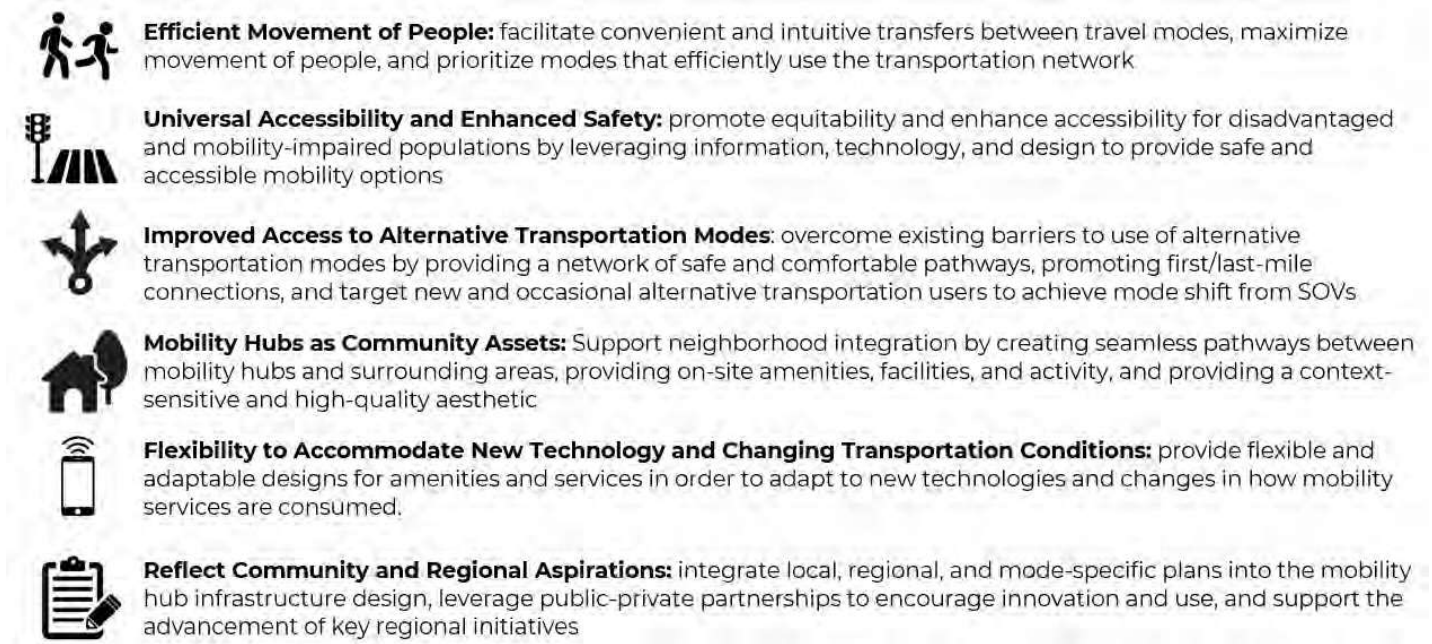 Efficient Movement of People: facilitate convenient and intuitive transfers between travel modes, maximize
movement of people, and prioritize modes that efficiently use the transportation network
Universal Accessibility and Enhanced Safety: promote equitability and enhance accessibility for disadvantaged
and mobility-impaired populations by leveraging information, technology, and design to provide safe and
accessible mobility options
Improved Access to Alternative Transportation Modes: overcome existing barriers to use of alternative
transportation modes by providing a network of safe and comfortable pathways, promoting first/last-mile
connections, and target new and occasional alternative transportation users to achieve mode shift from SOVs
Mobility Hubs as Community Assets: Support neighborhood integration by creating seamless pathways between
mobility hubs and surrounding areas, providing on-site amenities, facilities, and activity, and providing a context-
sensitive and high-quality aesthetic
Flexibility to Accommodate New Technology and Changing Transportation Conditions: provide flexible and
adaptable designs for amenities and services in order to adapt to new technologies and changes in how mobility
services are consumed.
Reflect Community and Regional Aspirations: integrate local, regional, and mode-specific plans into the mobility
hub infrastructure design, leverage public-private partnerships to encourage innovation and use, and support the
advancement of key regional initiatives